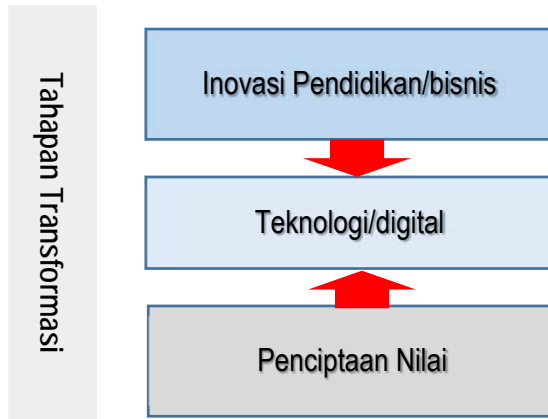 Tahapan Transformasi
Inovasi Pendidikan/bisnis
Teknologi/digital
Penciptaan Nilai